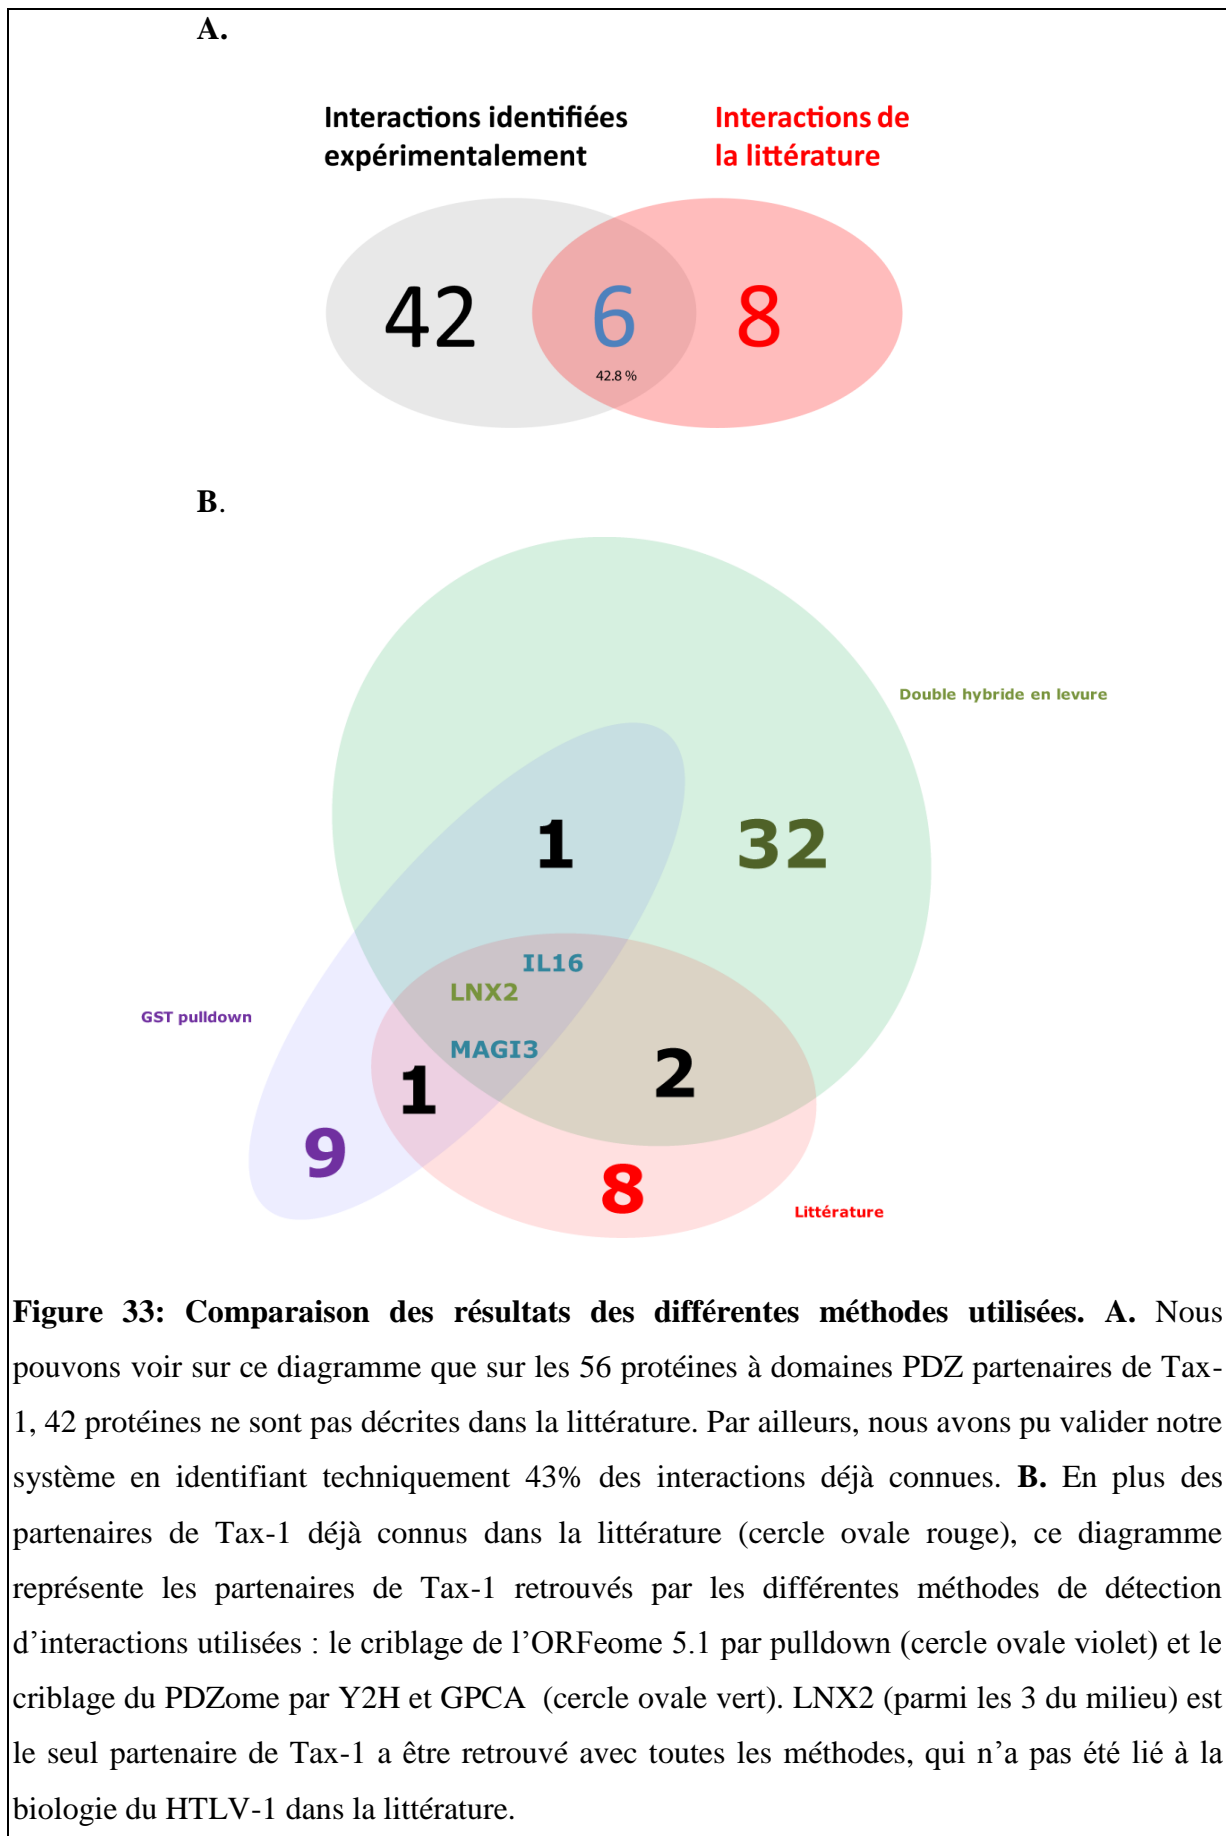 A.
Interactions identifiées
expérimentalement
Interactions de
la littérature
42
6
8
42.8 %
B.
Double hybride en levure
1
32
IL16
LNX2
GST pulldown
MAGI3
1
2
9
8
Littérature
Figure 33: Comparaison des résultats des différentes méthodes utilisées. A. Nous
pouvons voir sur ce diagramme que sur les 56 protéines à domaines PDZ partenaires de Tax-
1, 42 protéines ne sont pas décrites dans la littérature. Par ailleurs, nous avons pu valider notre
système en identifiant techniquement 43% des interactions déjà connues. B. En plus des
partenaires de Tax-1 déjà connus dans la littérature (cercle ovale rouge), ce diagramme
représente les partenaires de Tax-1 retrouvés par les différentes méthodes de détection
d’interactions utilisées : le criblage de l’ORFeome 5.1 par pulldown (cercle ovale violet) et le
criblage du PDZome par Y2H et GPCA (cercle ovale vert). LNX2 (parmi les 3 du milieu) est
le seul partenaire de Tax-1 a être retrouvé avec toutes les méthodes, qui n’a pas été lié à la
biologie du HTLV-1 dans la littérature.